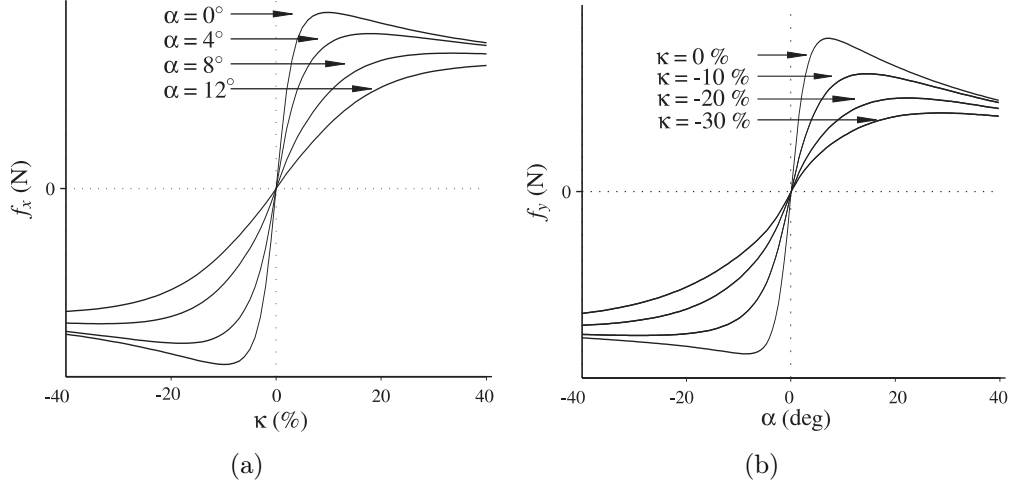 α = 0°
α = 4°
α = 8°
α = 12°
0
f_x (N)
-40 -20 0 20 40
κ (%)
(a)
κ = 0 %
κ = -10 %
κ = -20 %
κ = -30 %
0
f_y (N)
-40 -20 0 20 40
α (deg)
(b)